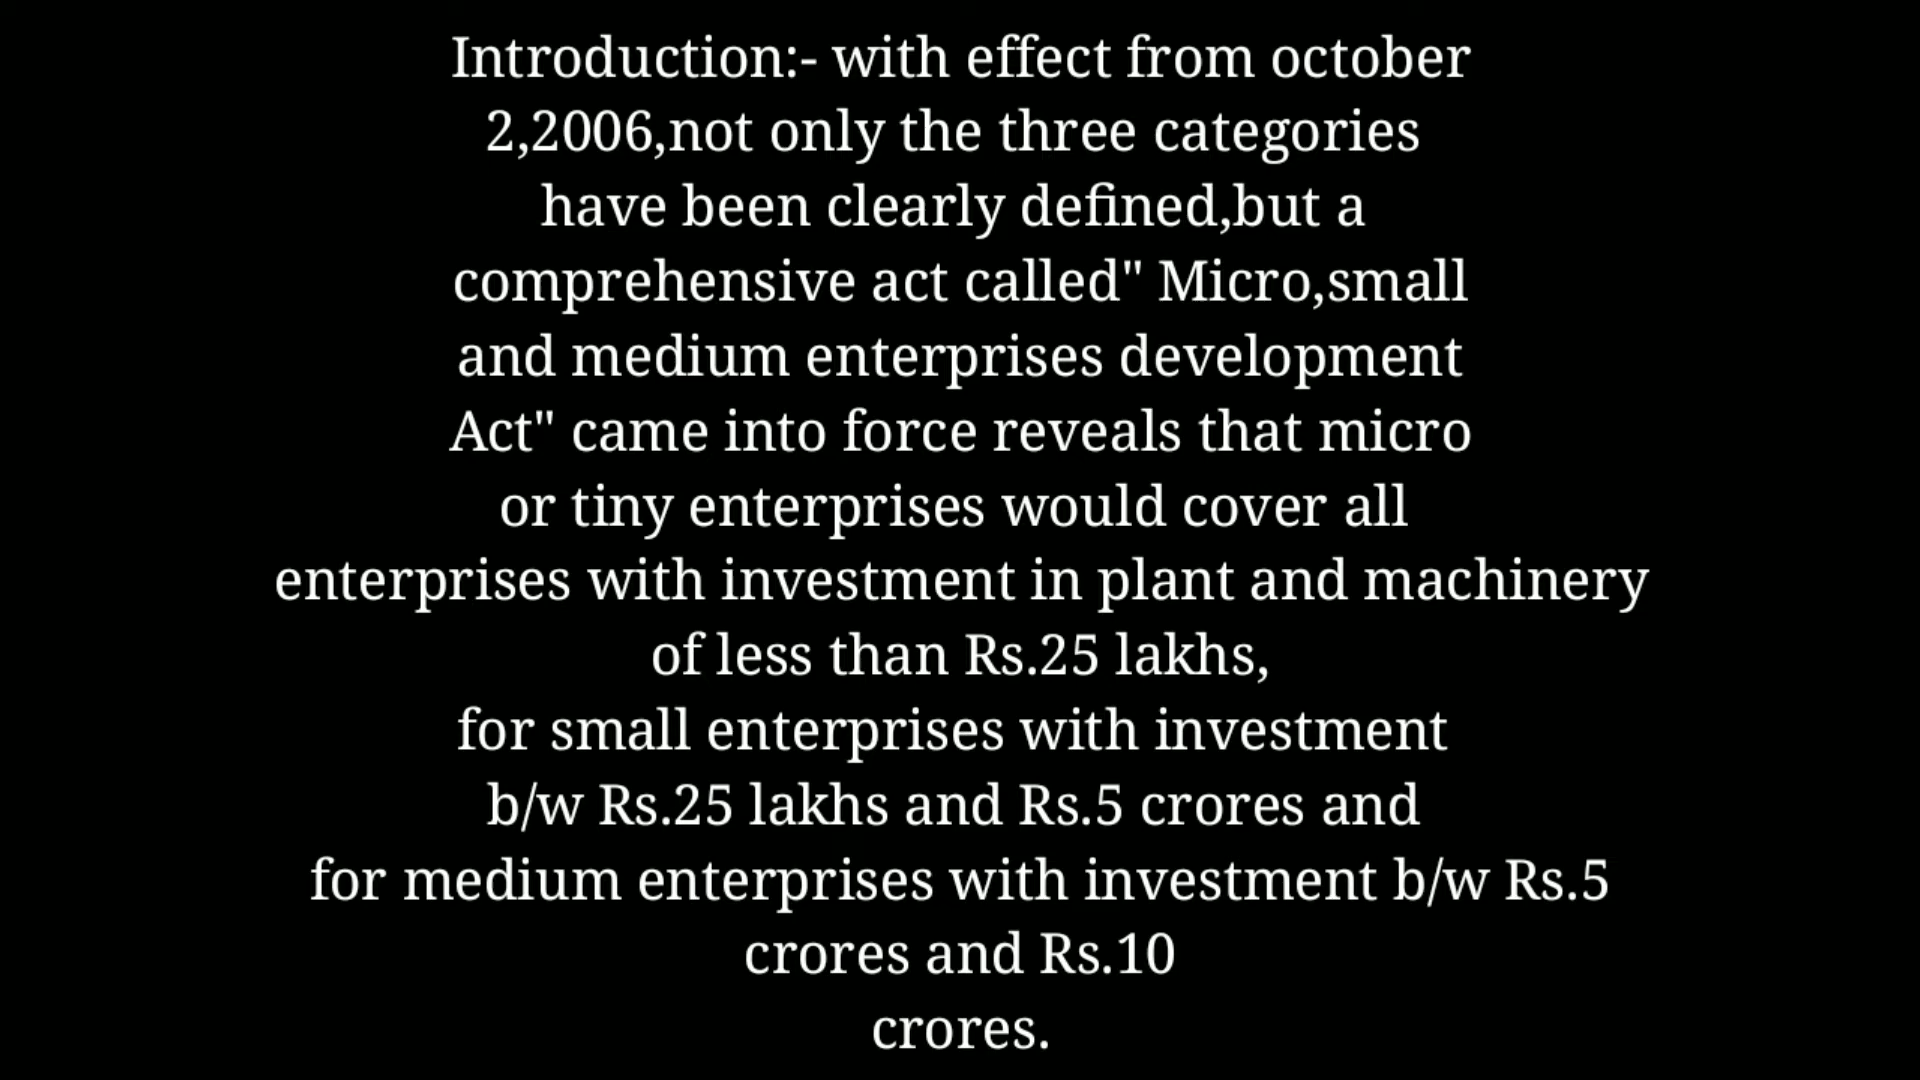 Introduction:- with effect from october
2,2006,not only the three categories
have been clearly defined,but a
comprehensive act called" Micro,small
and medium enterprises development
Act" came into force reveals that micro
or tiny enterprises would cover all
enterprises with investment in plant and machinery
of less than Rs.25 lakhs,
for small enterprises with investment
b/w Rs.25 lakhs and Rs.5 crores and
for medium enterprises with investment b/w Rs.5
crores and Rs.10
crores.